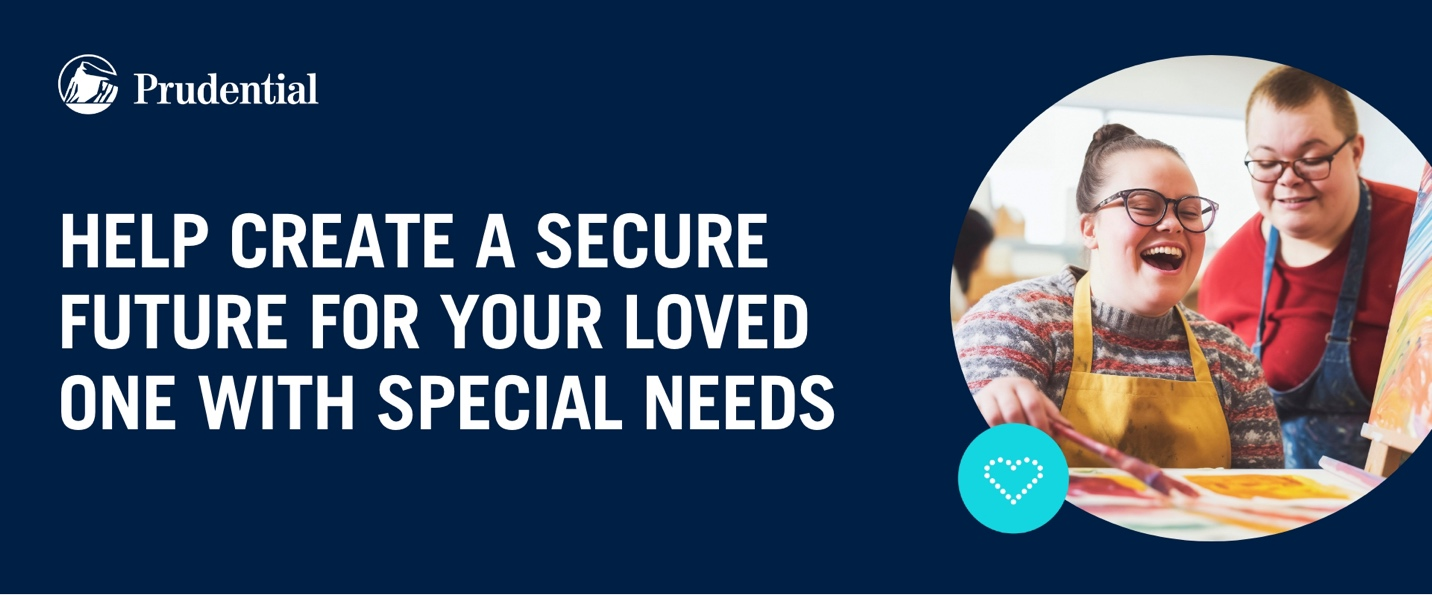 Prudential
HELP CREATE A SECURE
FUTURE FOR YOUR LOVED
ONE WITH SPECIAL NEEDS